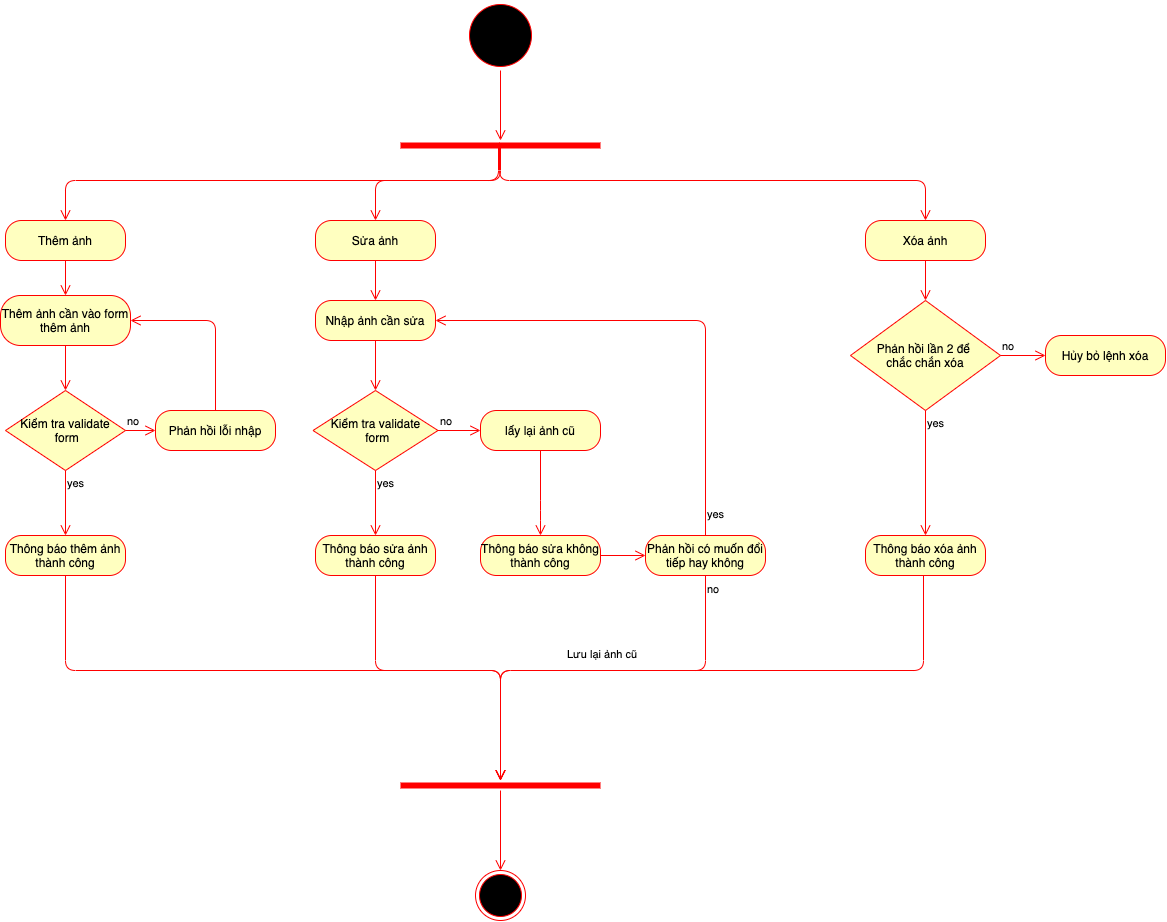 Thêm ảnh
Sửa ảnh
Xóa ảnh
Thêm ảnh cần vào form
thêm ảnh
Nhập ảnh cần sửa
Phản hồi lần 2 để
chắc chắn xóa
no
Hủy bỏ lệnh xóa
Kiểm tra validate
form
no
Phản hồi lỗi nhập
Kiểm tra validate
form
no
lấy lại ảnh cũ
yes
yes
yes
yes
Thông báo thêm ảnh
thành công
Thông báo sửa ảnh
thành công
Thông báo sửa không
thành công
Phản hồi có muốn đổi
tiếp hay không
Thông báo xóa ảnh
thành công
no
Lưu lại ảnh cũ